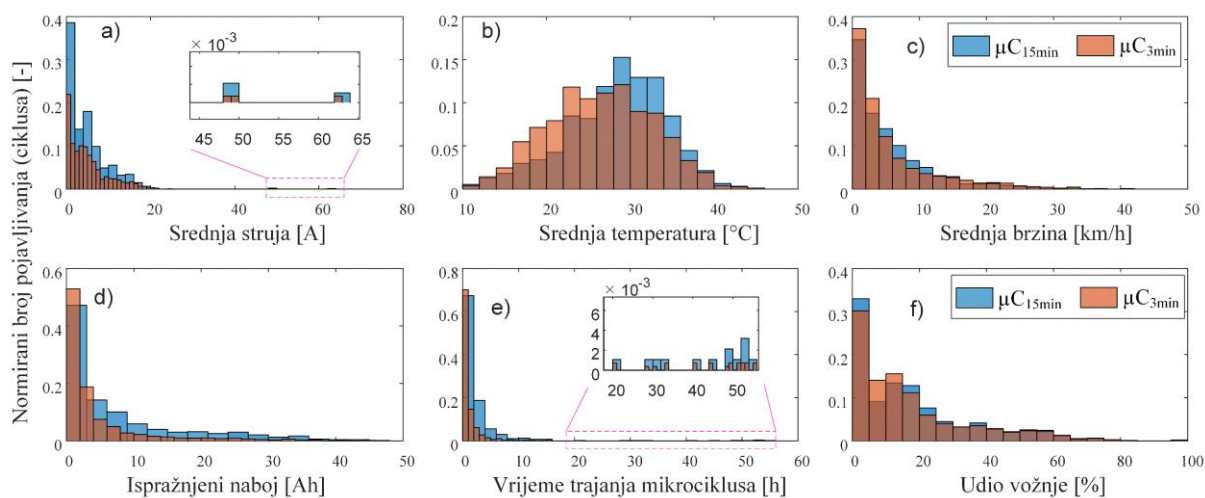 Normirani broj pojavljivanja (ciklusa) [-]
a)
0.4
0.3
0.2
0.1
0
0 20 40 60 80
× 10⁻³
45 50 55 60 65
Srednja struja [A]
b)
0.20
0.15
0.10
0.05
0
10 20 30 40 50
Srednja temperatura [°C]
c)
μC15min μC3min
0.4
0.3
0.2
0.1
0
0 10 20 30 40 50
Srednja brzina [km/h]
d)
0.6
0.4
0.2
0
0 10 20 30 40 50
Ispražnjeni naboj [Ah]
e)
0.8
0.6
0.4
0.2
0
0 10 20 30 40 50 60
× 10⁻³
6
4
2
0
20 30 40 50
Vrijeme trajanja mikrociklusa [h]
f)
μC15min μC3min
0.4
0.3
0.2
0.1
0
0 20 40 60 80 100
Udio vožnje [%]